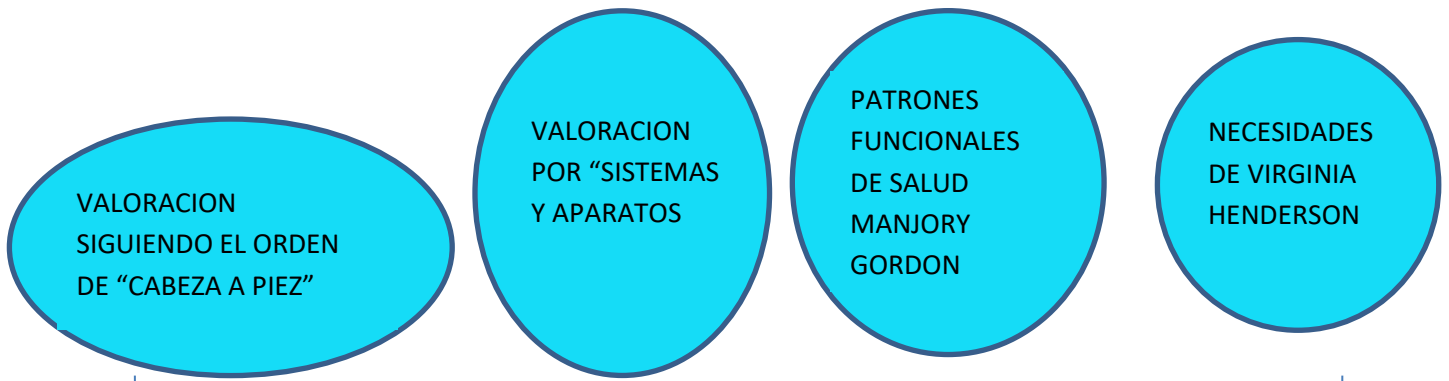 VALORACION
SIGUIENDO EL ORDEN
DE “CABEZA A PIEZ”
VALORACION
POR “SISTEMAS
Y APARATOS
PATRONES
FUNCIONALES
DE SALUD
MANJORY
GORDON
NECESIDADES
DE VIRGINIA
HENDERSON